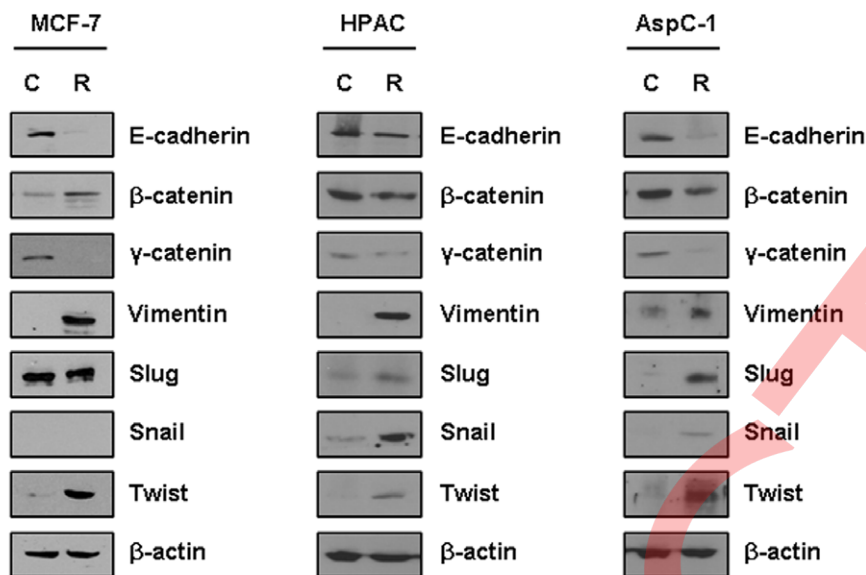 MCF-7 HPAC AspC-1
C R C R C R
E-cadherin E-cadherin E-cadherin
β-catenin β-catenin β-catenin
γ-catenin γ-catenin γ-catenin
Vimentin Vimentin Vimentin
Slug Slug Slug
Snail Snail Snail
Twist Twist Twist
β-actin β-actin β-actin